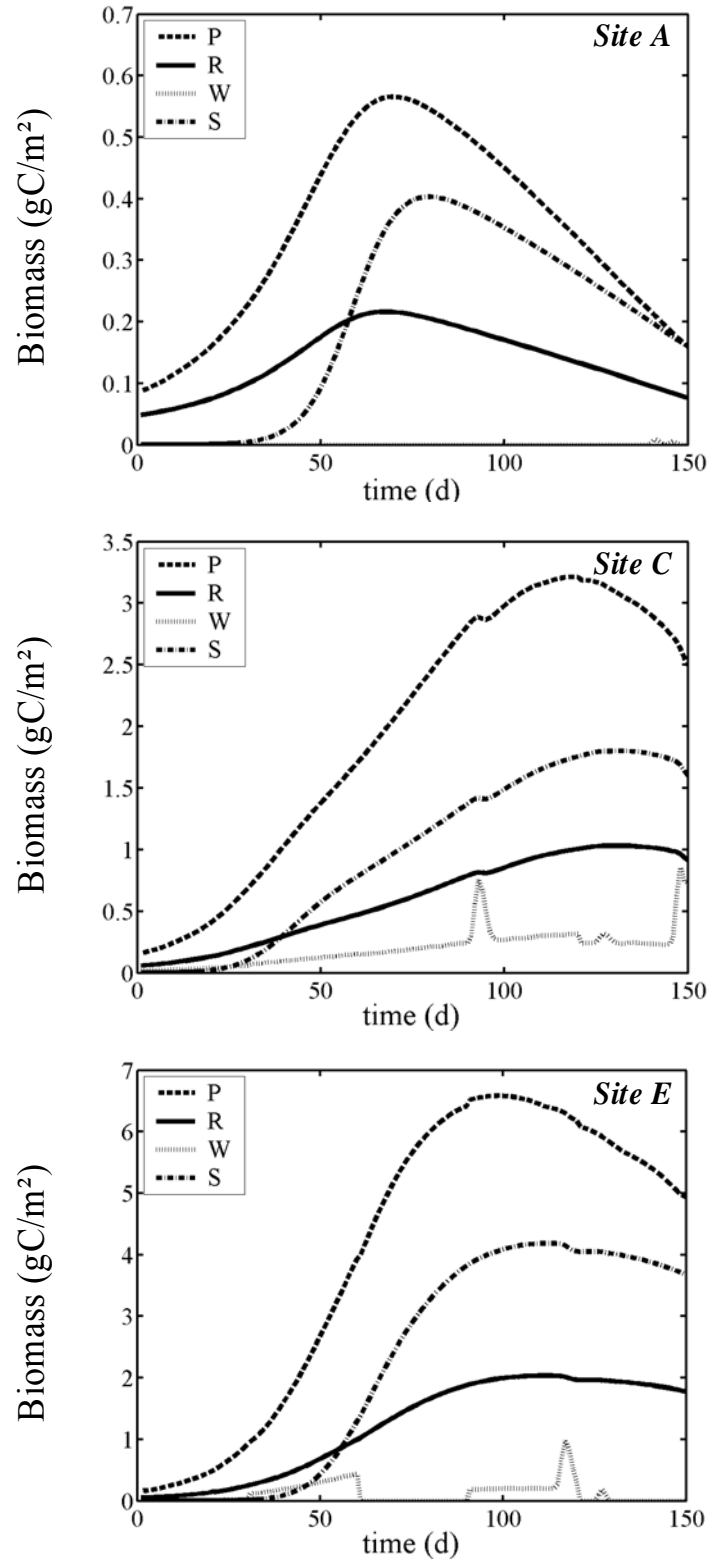 Site A
P
R
W
S
0.7
0.6
0.5
0.4
0.3
0.2
0.1
0
0 50 100 150
time (d)
Biomass (gC/m²)
Site C
P
R
W
S
3.5
3
2.5
2
1.5
1
0.5
0
0 50 100 150
time (d)
Biomass (gC/m²)
Site E
P
R
W
S
7
6
5
4
3
2
1
0
0 50 100 150
time (d)
Biomass (gC/m²)